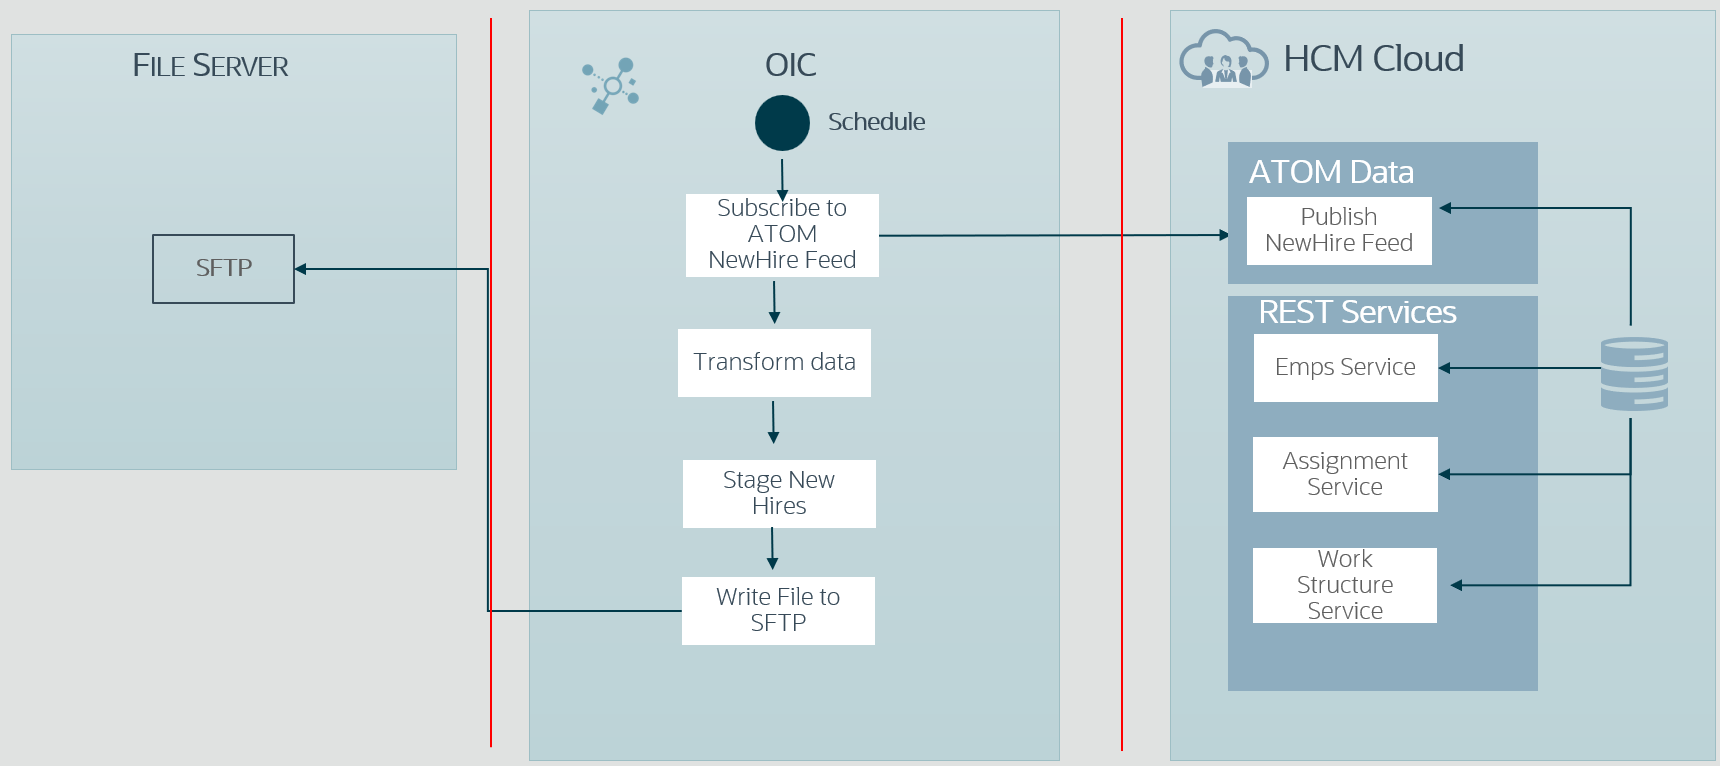 FILE SERVER
SFTP
OIC
Schedule
Subscribe to
ATOM
NewHire Feed
Transform data
Stage New
Hires
Write File to
SFTP
HCM Cloud
ATOM Data
Publish
NewHire Feed
REST Services
Emps Service
Assignment
Service
Work
Structure
Service